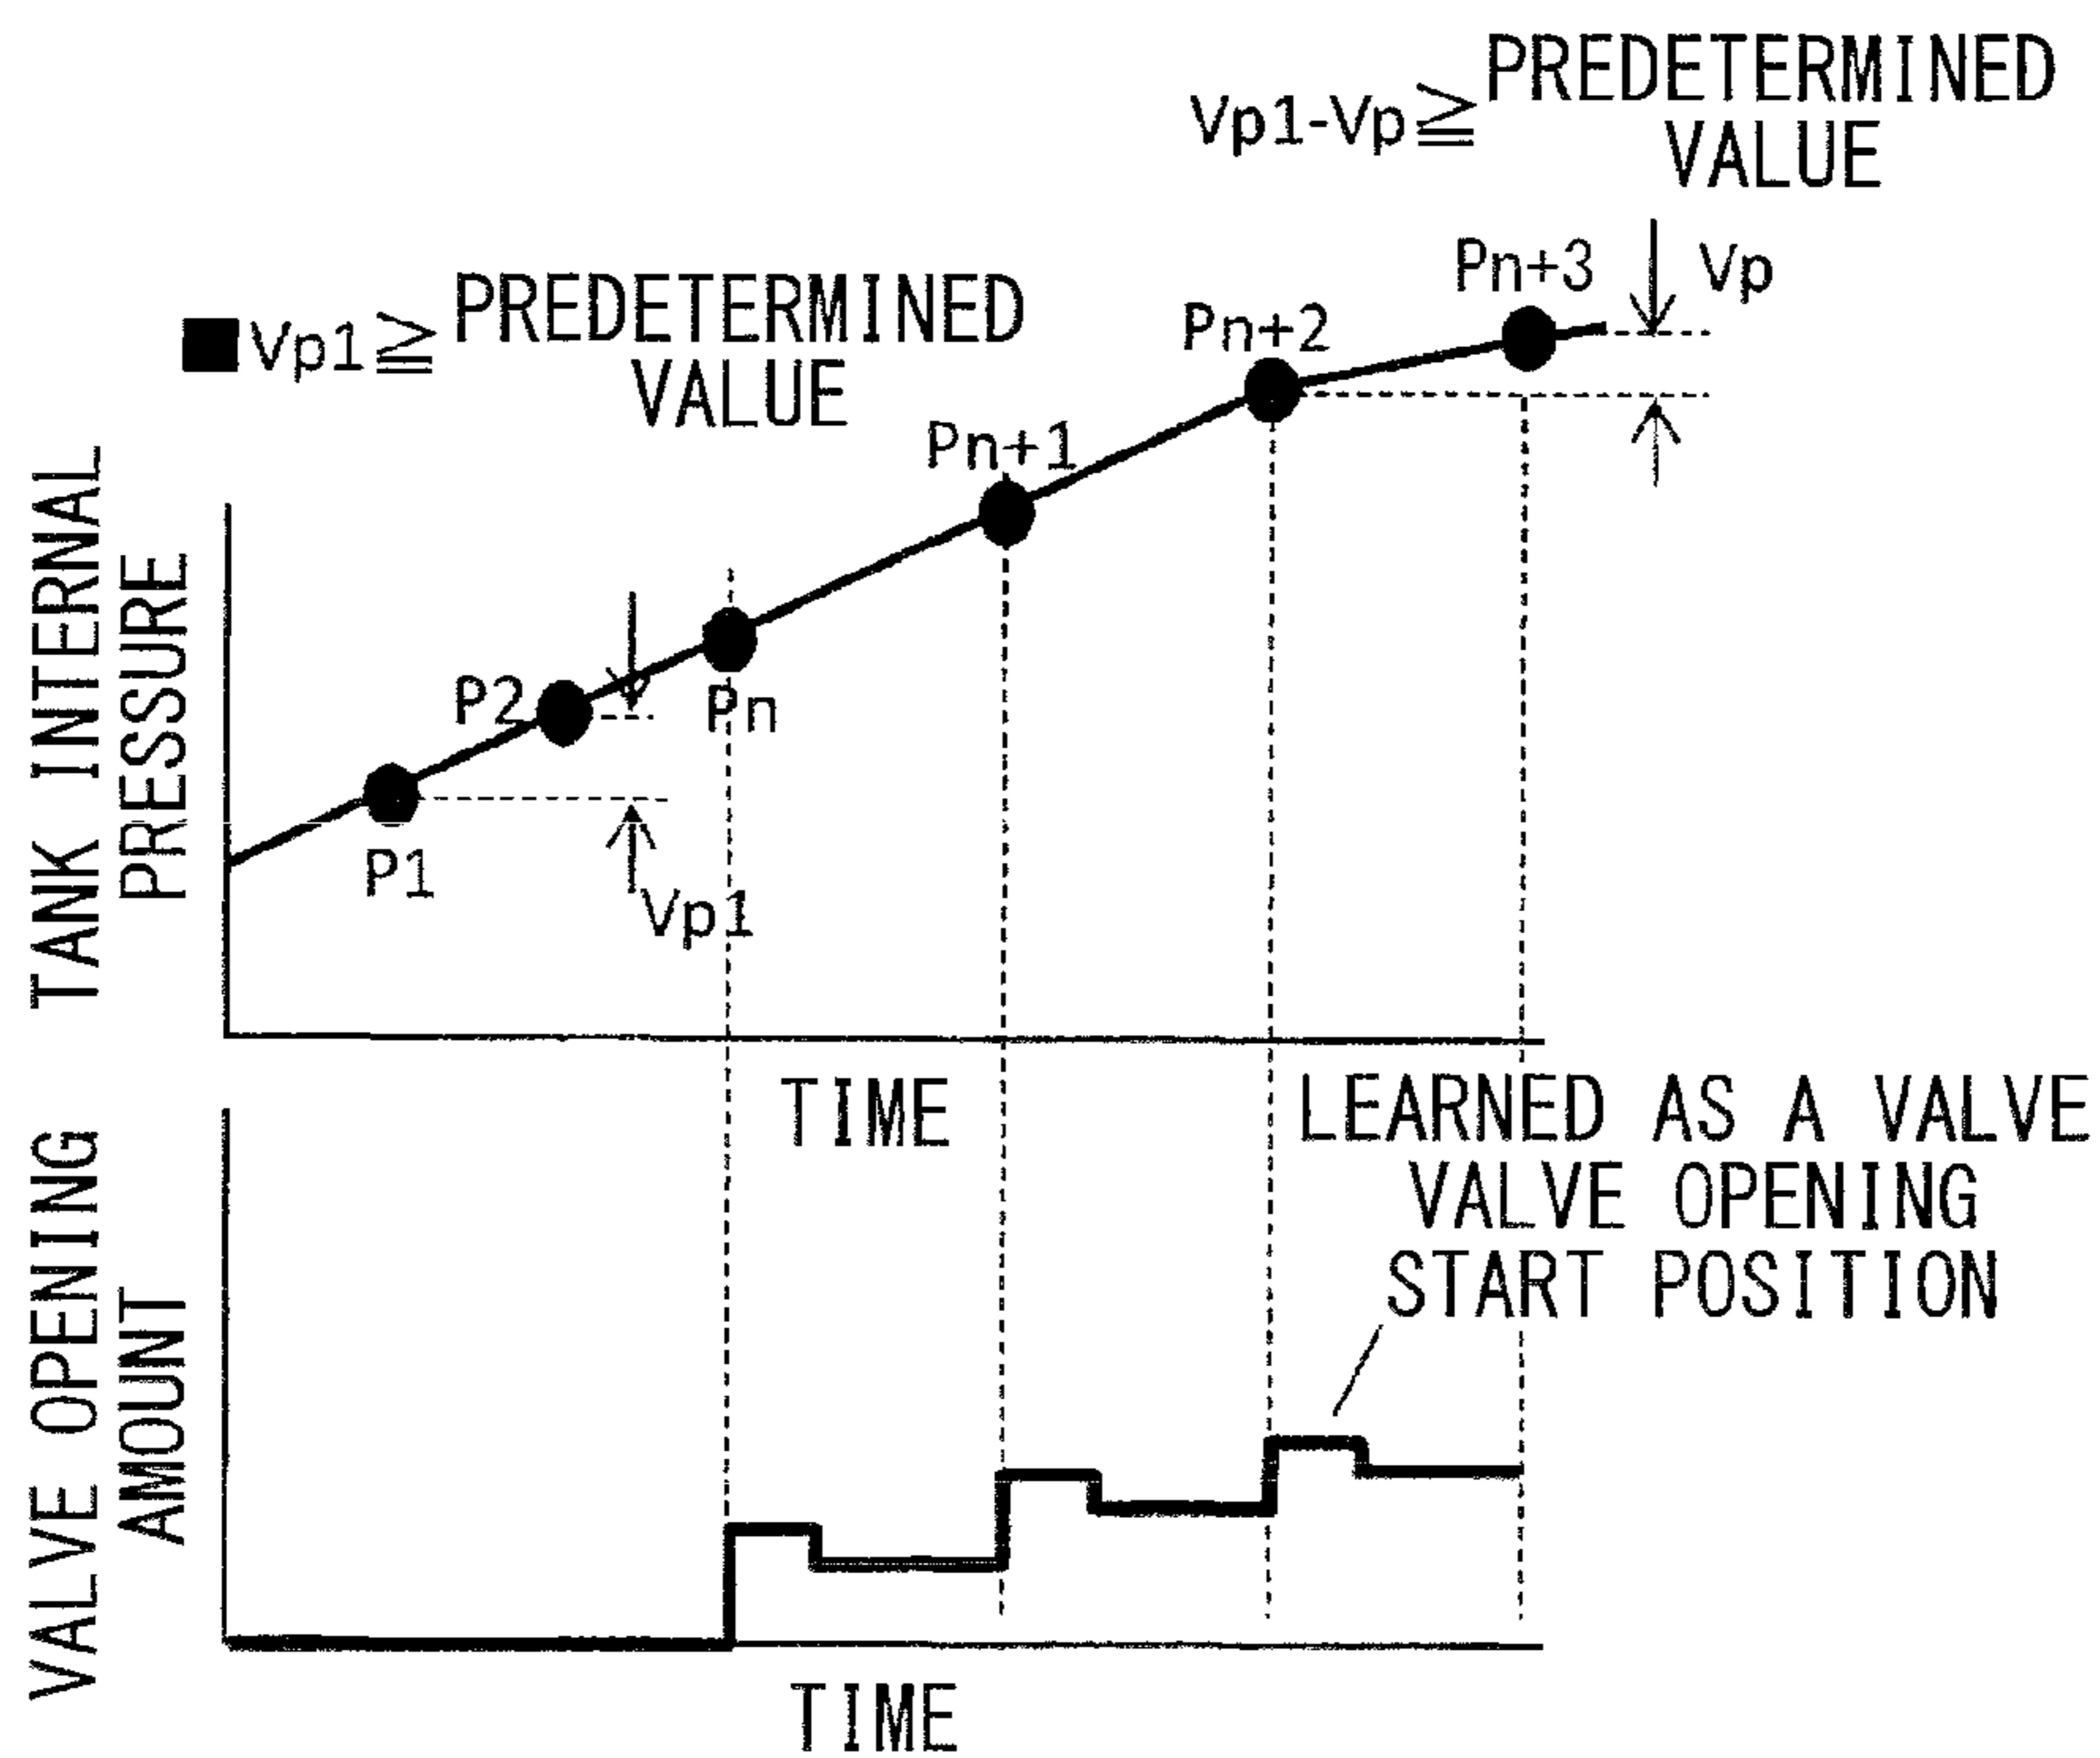 PREDETERMINED
Vp1-Vp≧
VALUE
Pn+3
Vp
■Vp1≧PREDETERMINED
VALUE
Pn+2
Pn+1
P2
Pn
P1
Vp1
TANK INTERNAL
PRESSURE
TIME
LEARNED AS A VALVE
VALVE OPENING
START POSITION
VALVE OPENING
AMOUNT
TIME